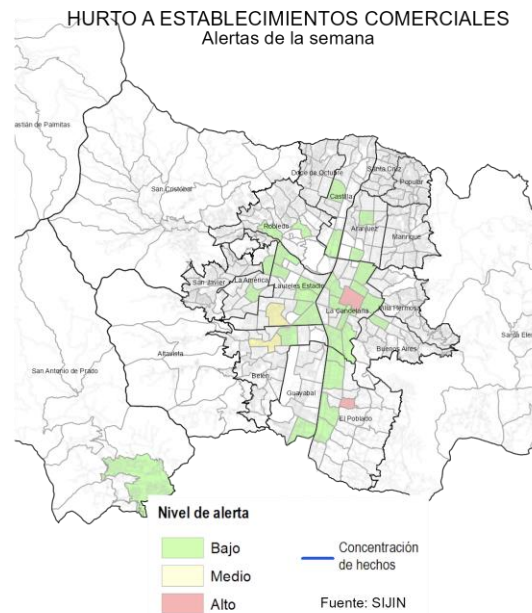 HURTO A ESTABLECIMIENTOS COMERCIALES
Alertas de la semana
astián de Palmitas
Doce de Octubre
Santa Cruz
San Cristóbal
Popular
Castilla
Aranjuez
Robledo
Manrique
San Javier
La América
Laureles Estadio
La Candelaria
Villa Hermosa
Santa Ele
Buenos Aires
Altavista
San Antonio de Prado
Belén
Guayabal
El Poblado
Nivel de alerta
Bajo
Medio
Alto
Concentración
de hechos
Fuente: SIJIN